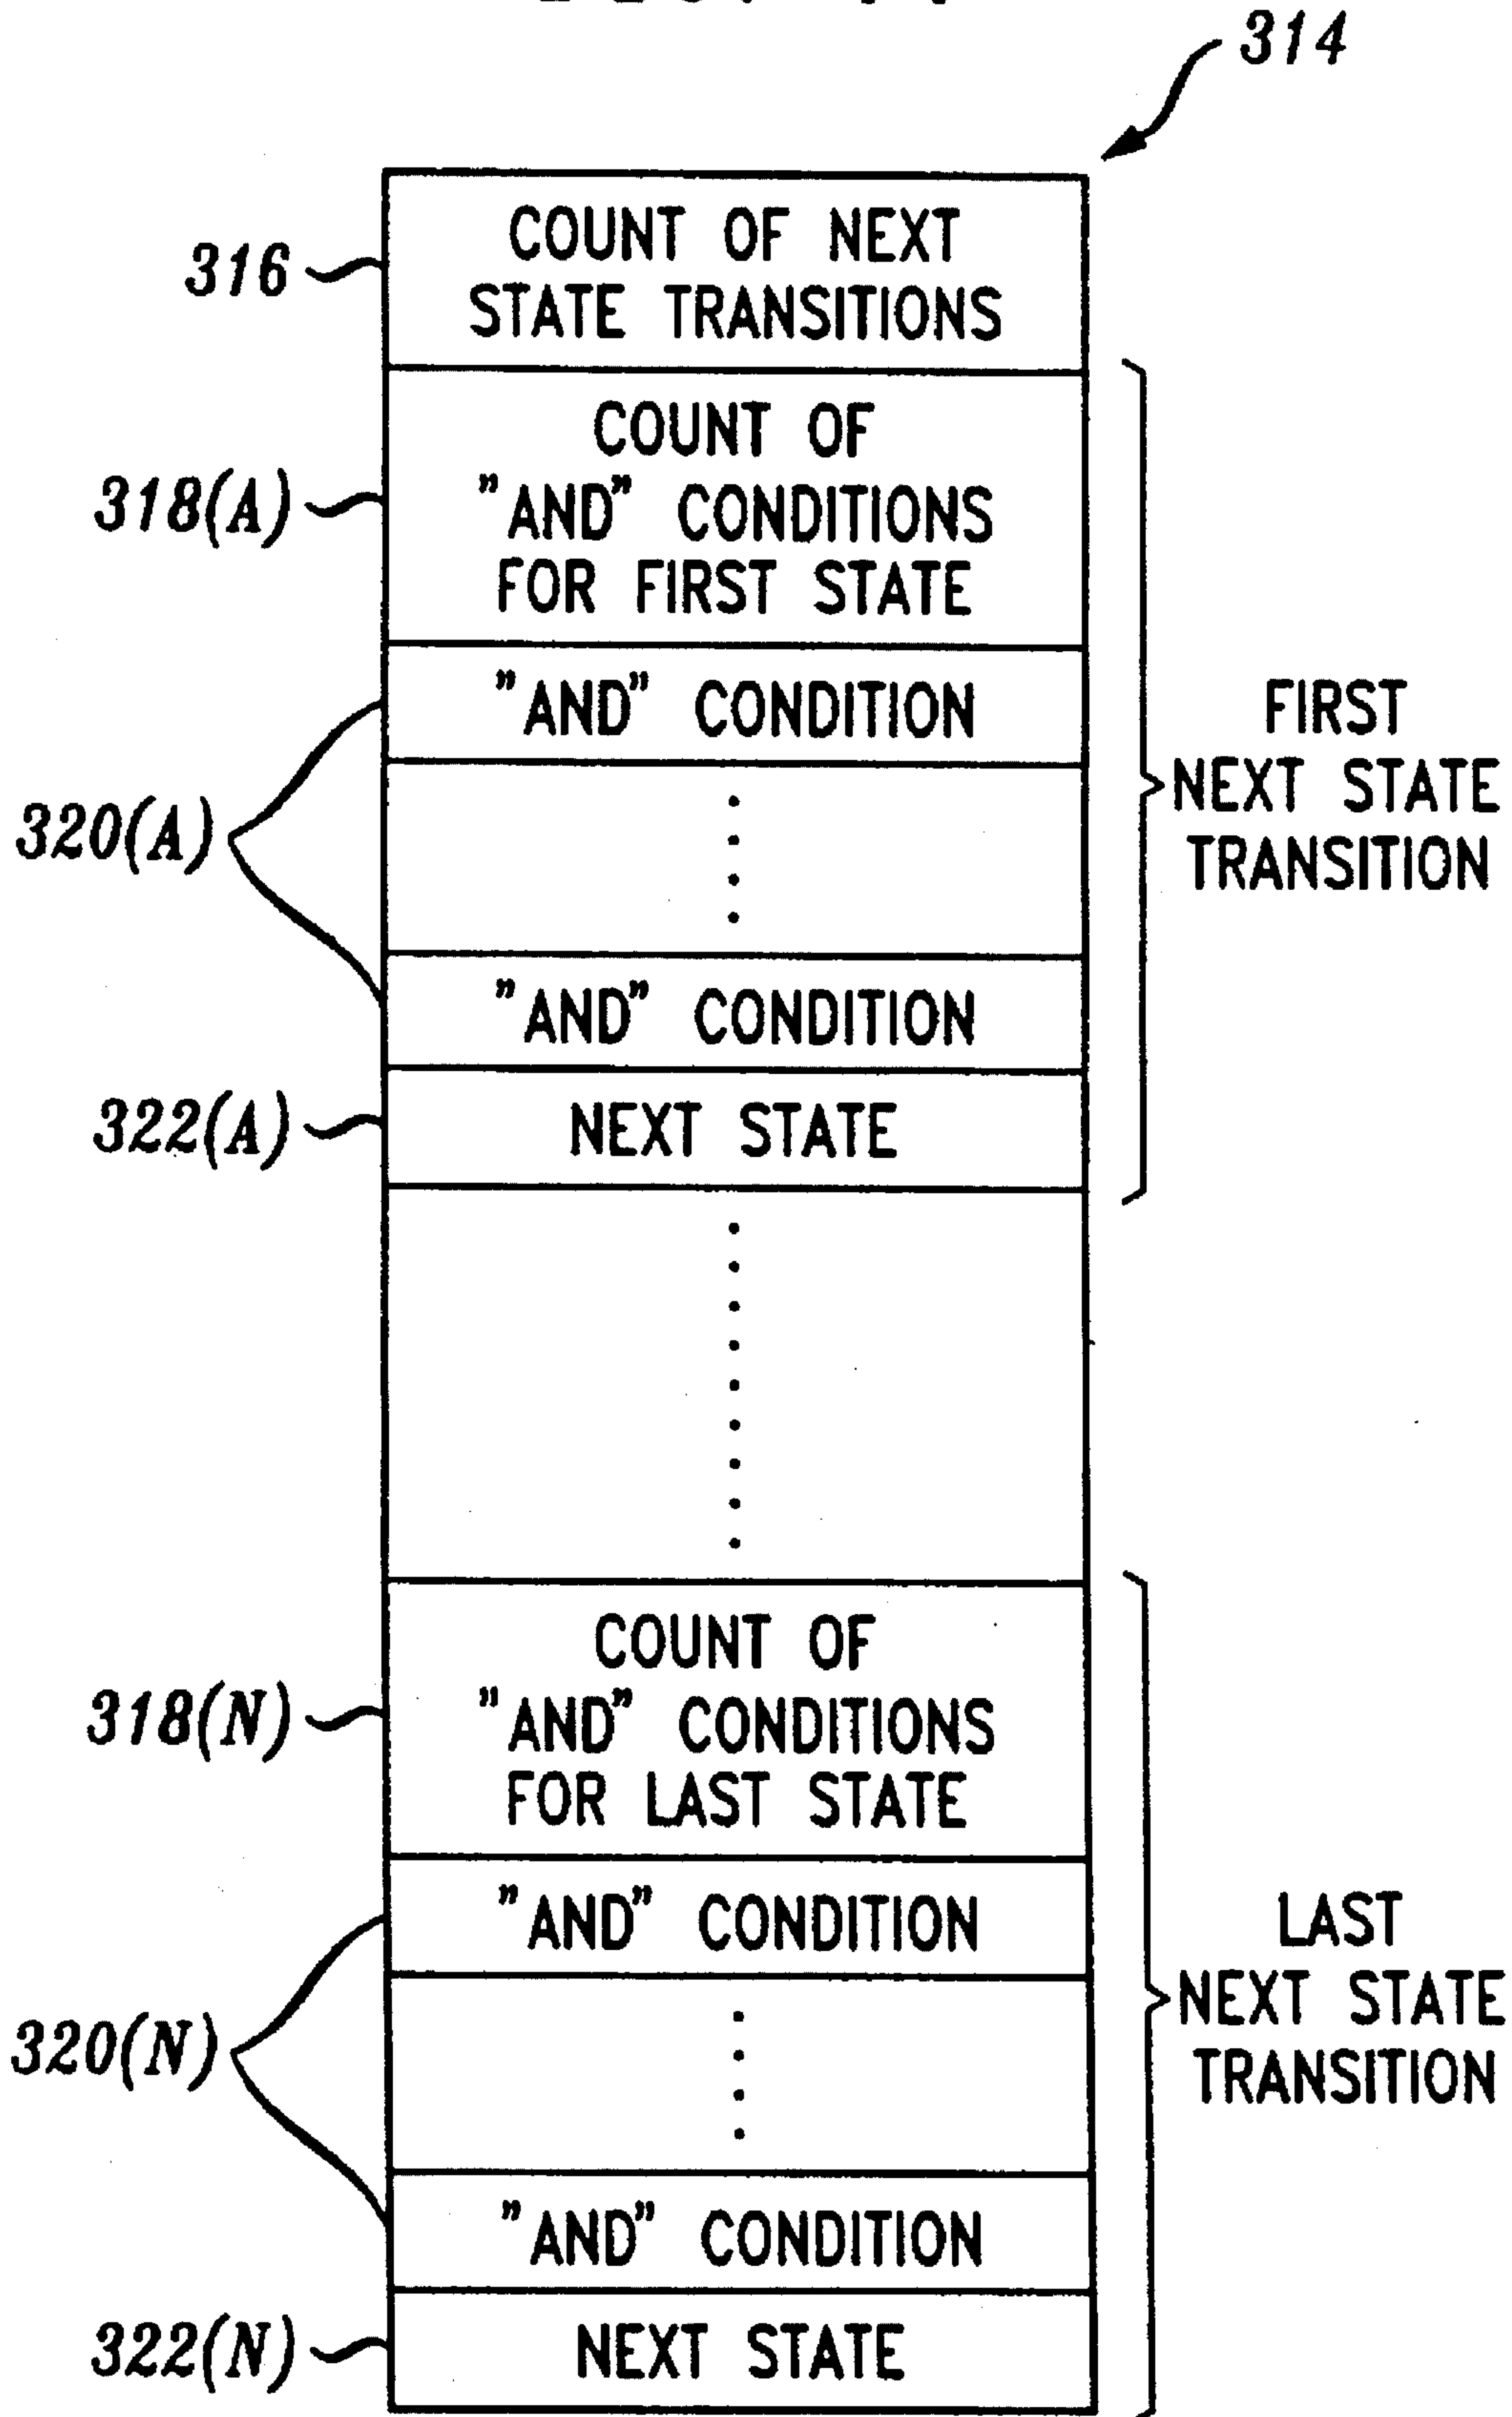 314
316
COUNT OF NEXT
STATE TRANSITIONS
318(A)
COUNT OF
"AND" CONDITIONS
FOR FIRST STATE
"AND" CONDITION
320(A)
FIRST
NEXT STATE
TRANSITION
"AND" CONDITION
322(A)
NEXT STATE
318(N)
COUNT OF
"AND" CONDITIONS
FOR LAST STATE
"AND" CONDITION
320(N)
LAST
NEXT STATE
TRANSITION
"AND" CONDITION
322(N)
NEXT STATE